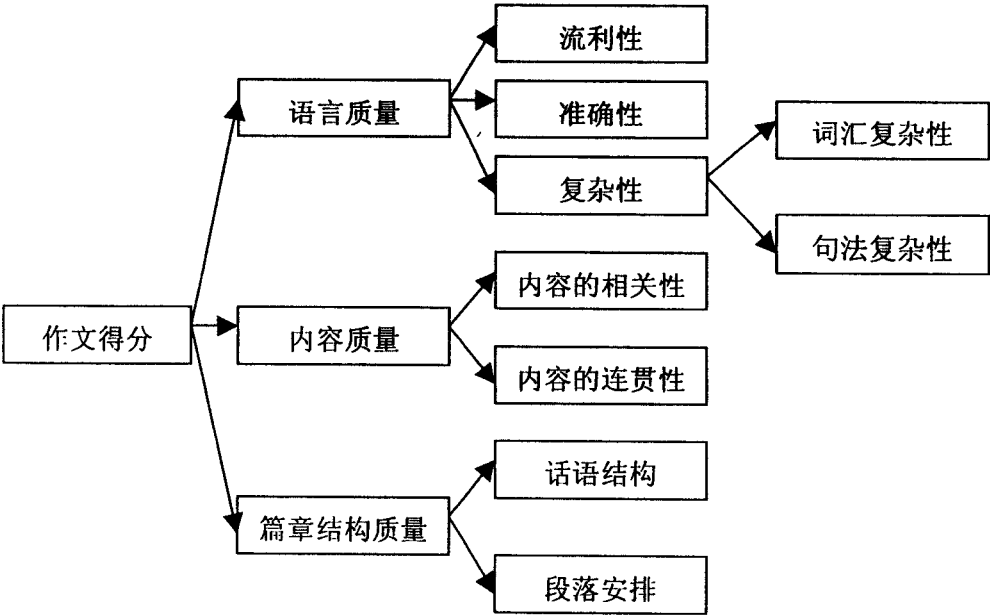 作文得分
语言质量
流利性
准确性
复杂性
词汇复杂性
句法复杂性
内容质量
内容的相关性
内容的连贯性
篇章结构质量
话语结构
段落安排